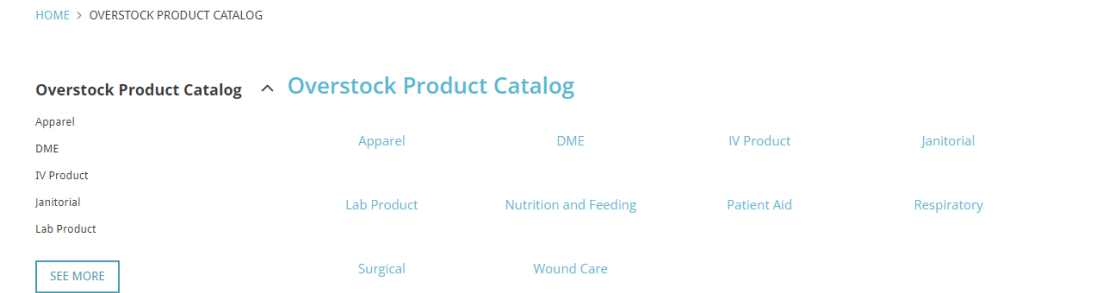 HOME > OVERSTOCK PRODUCT CATALOG
Overstock Product Catalog
Apparel
DME
IV Product
Janitorial
Lab Product
SEE MORE
Overstock Product Catalog
Apparel DME IV Product Janitorial
Lab Product Nutrition and Feeding Patient Aid Respiratory
Surgical Wound Care